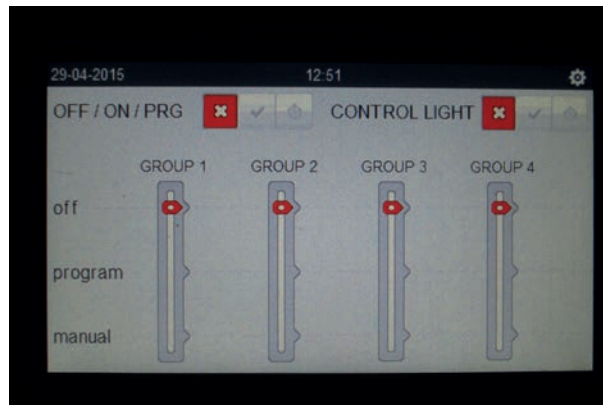 29-04-2015 12:51
OFF / ON / PRG CONTROL LIGHT
GROUP 1 GROUP 2 GROUP 3 GROUP 4
off
program
manual